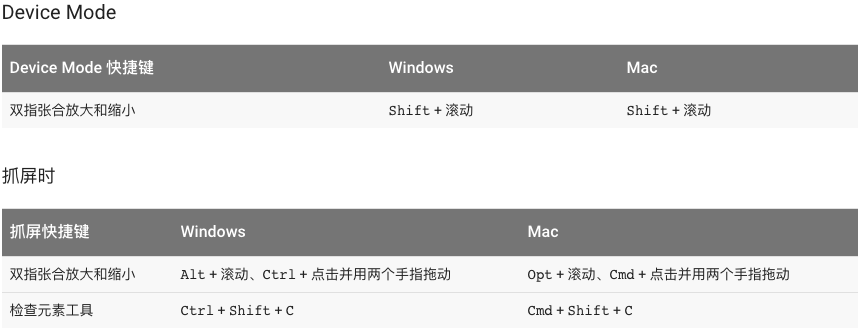 Device Mode
Device Mode 快捷键 Windows Mac
双指张合放大和缩小 Shift + 滚动 Shift + 滚动
抓屏时
抓屏快捷键 Windows Mac
双指张合放大和缩小 Alt + 滚动、Ctrl + 点击并用两个手指拖动 Opt + 滚动、Cmd + 点击并用两个手指拖动
检查元素工具 Ctrl + Shift + C Cmd + Shift + C